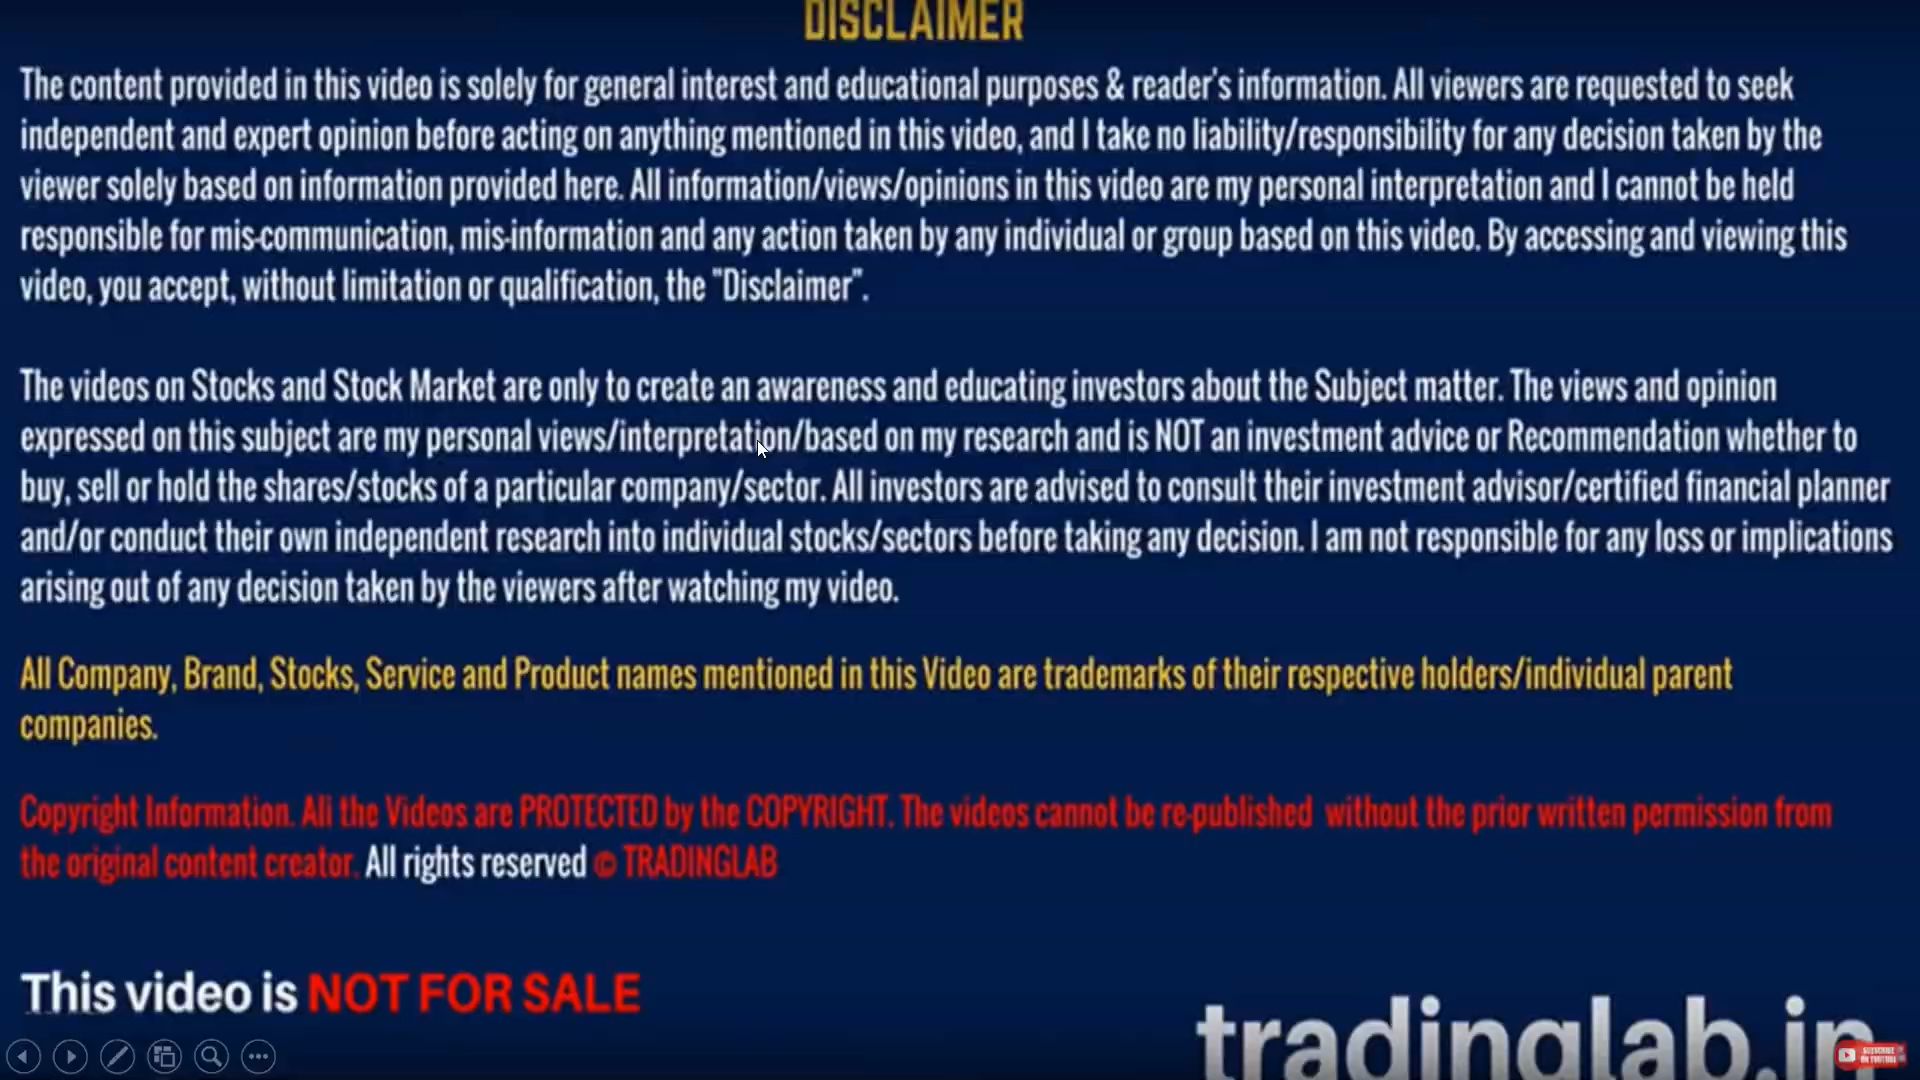 DISCLAIMER
The content provided in this video is solely for general interest and educational purposes & reader's information. All viewers are requested to seek
independent and expert opinion before acting on anything mentioned in this video, and I take no liability/responsibility for any decision taken by the
viewer solely based on information provided here. All information/views/opinions in this video are my personal interpretation and I cannot be held
responsible for mis-communication, mis-information and any action taken by any individual or group based on this video. By accessing and viewing this
video, you accept, without limitation or qualification, the "Disclaimer".
The videos on Stocks and Stock Market are only to create an awareness and educating investors about the Subject matter. The views and opinion
expressed on this subject are my personal views/interpretation/based on my research and is NOT an investment advice or Recommendation whether to
buy, sell or hold the shares/stocks of a particular company/sector. All investors are advised to consult their investment advisor/certified financial planner
and/or conduct their own independent research into individual stocks/sectors before taking any decision. I am not responsible for any loss or implications
arising out of any decision taken by the viewers after watching my video.
All Company, Brand, Stocks, Service and Product names mentioned in this Video are trademarks of their respective holders/individual parent
companies.
Copyright Information. All the Videos are PROTECTED by the COPYRIGHT. The videos cannot be re-published without the prior written permission from
the original content creator. All rights reserved © TRADINGLAB
This video is NOT FOR SALE
tradinglab.in
SUBSCRIBE
ON YOUTUBE